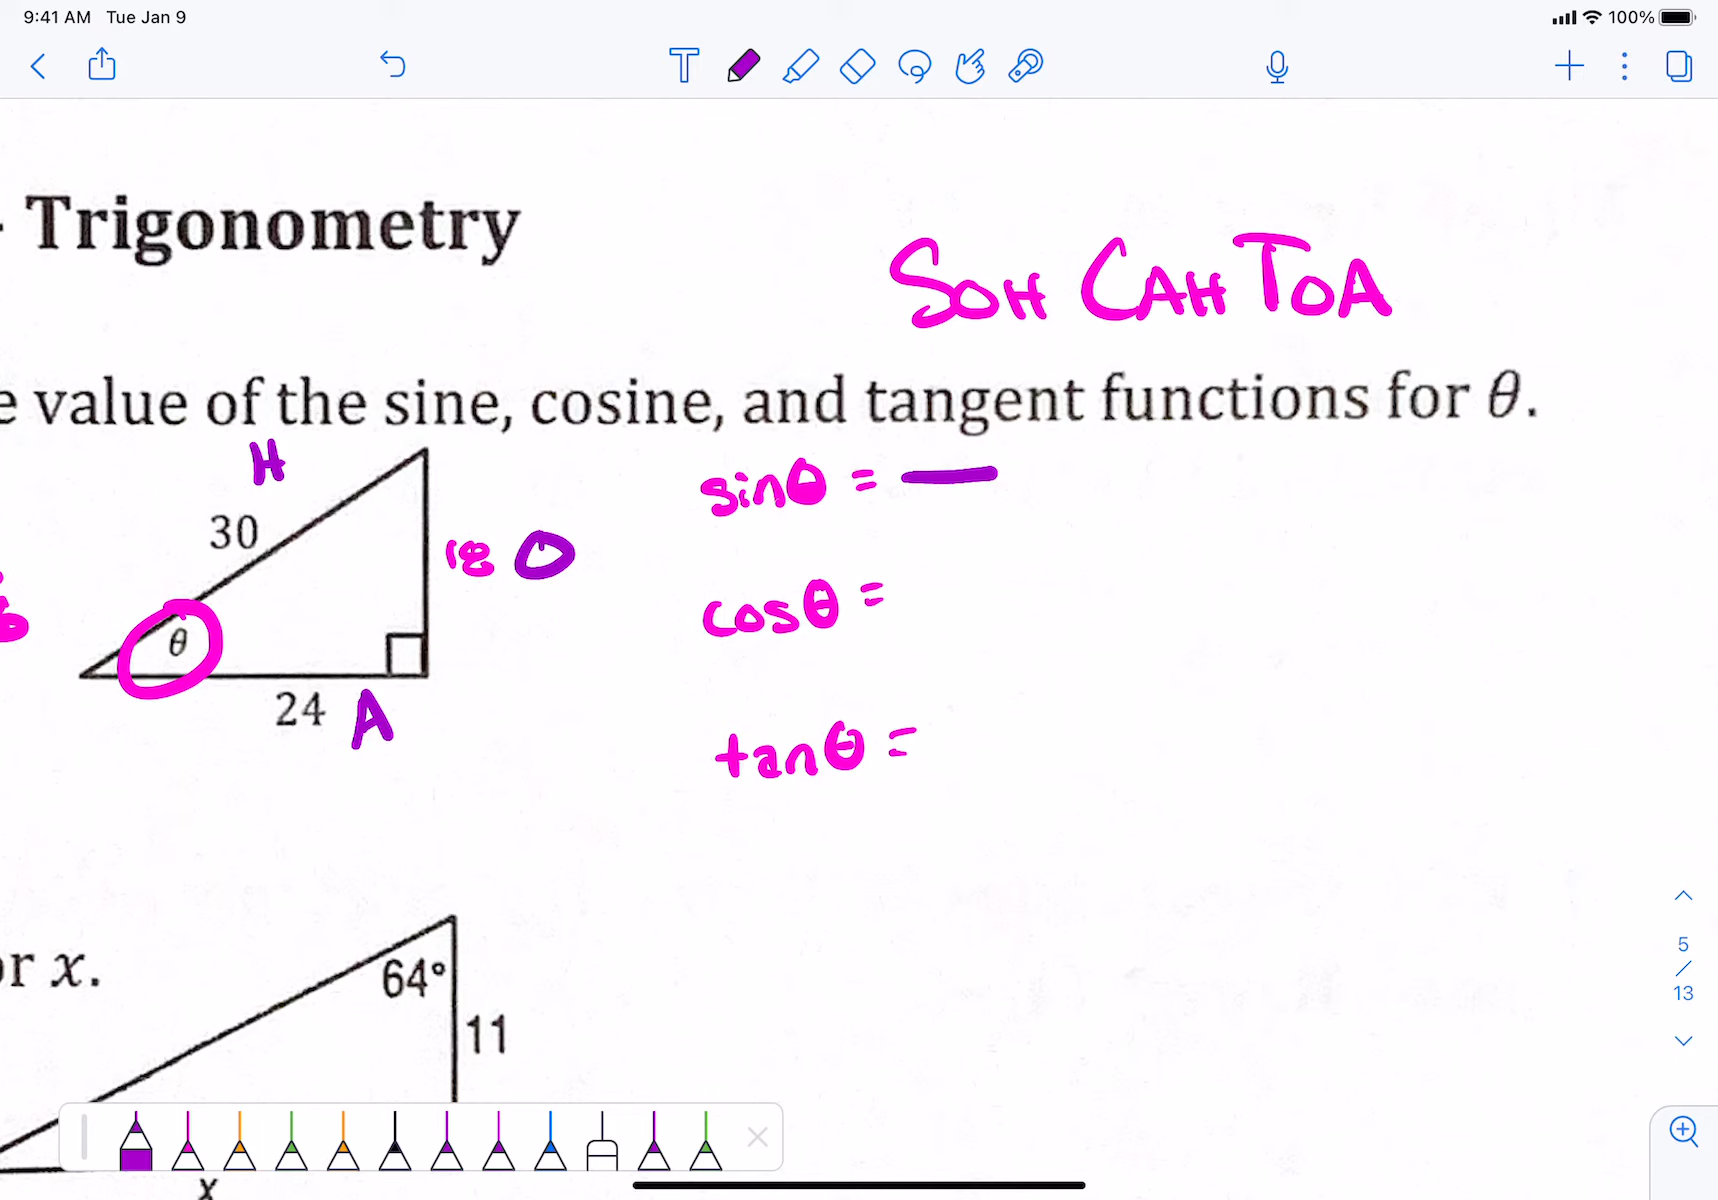 9:41 AM Tue Jan 9
100%
Trigonometry
SOH CAH TOA
e value of the sine, cosine, and tangent functions for θ.
H
30
18 O
θ
24 A
sinθ =
cosθ =
tanθ =
or x.
64°
11
x
5
/
13